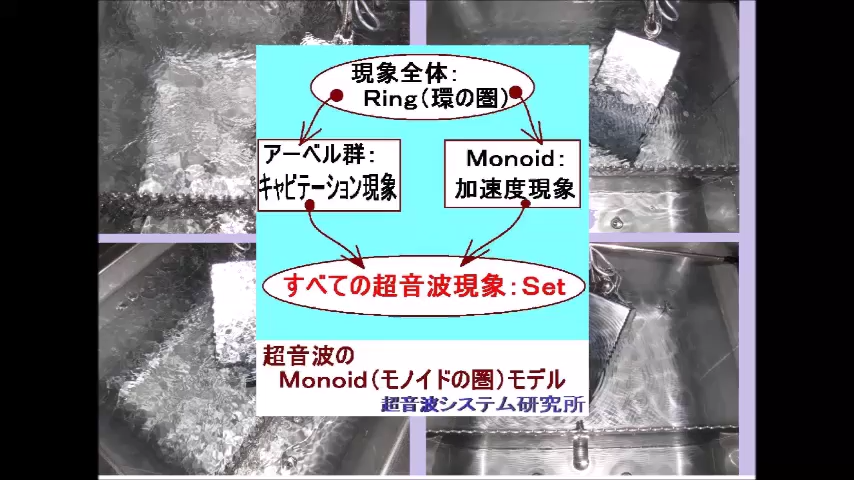 現象全体：
Ring（環の圏）
アーベル群：
キャビテーション現象
Monoid：
加速度現象
すべての超音波現象：Set
超音波の
Monoid（モノイドの圏）モデル
超音波システム研究所